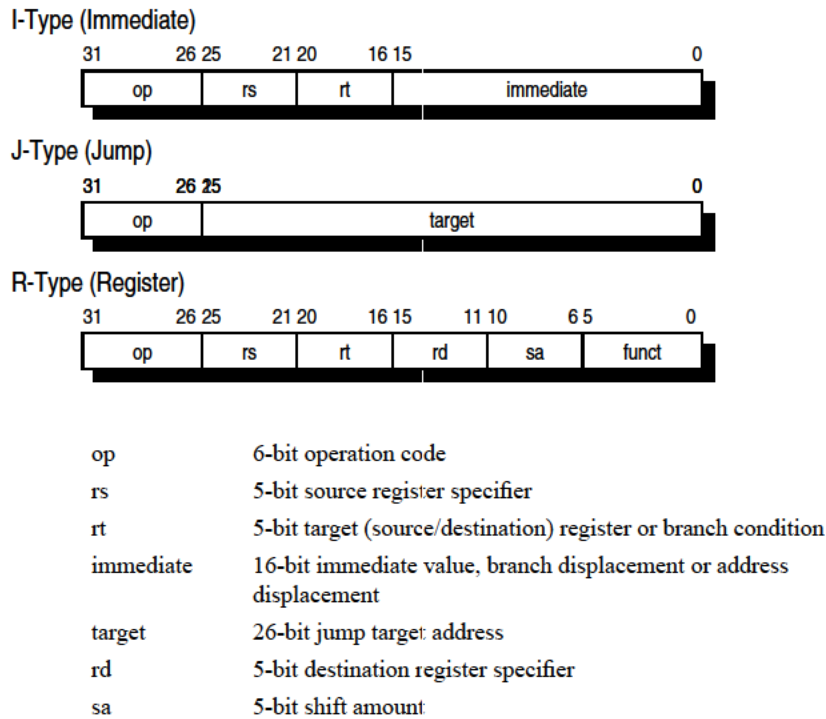 I-Type (Immediate)
31 26 25 21 20 16 15 0
op rs rt immediate
J-Type (Jump)
31 26 25 0
op target
R-Type (Register)
31 26 25 21 20 16 15 11 10 6 5 0
op rs rt rd sa funct
op 6-bit operation code
rs 5-bit source register specifier
rt 5-bit target (source/destination) register or branch condition
immediate 16-bit immediate value, branch displacement or address
displacement
target 26-bit jump target address
rd 5-bit destination register specifier
sa 5-bit shift amount